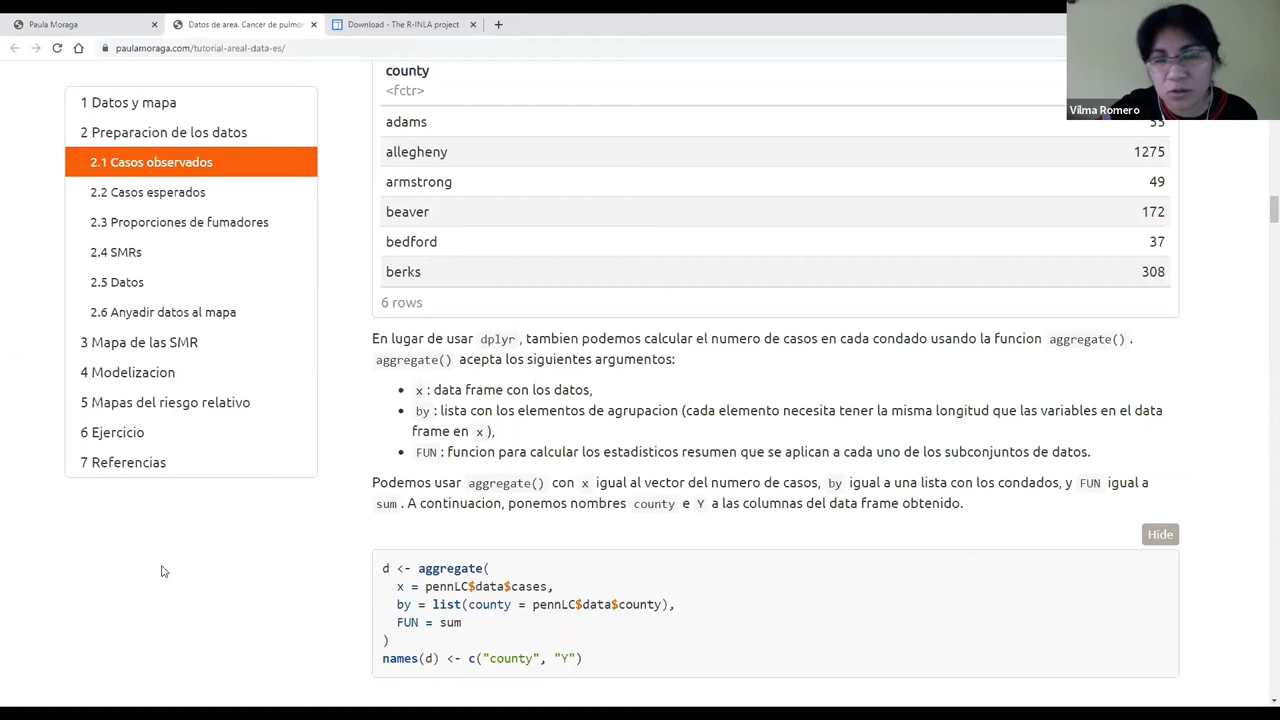 Paula Moraga
Datos de area. Cancer de pulmo
Download - The R-INLA project
paulamoraga.com/tutorial-areal-data-es/
Vilma Romero
1 Datos y mapa
2 Preparacion de los datos
2.1 Casos observados
2.2 Casos esperados
2.3 Proporciones de fumadores
2.4 SMRs
2.5 Datos
2.6 Anyadir datos al mapa
3 Mapa de las SMR
4 Modelizacion
5 Mapas del riesgo relativo
6 Ejercicio
7 Referencias
county
<fctr>
adams 55
allegheny 1275
armstrong 49
beaver 172
bedford 37
berks 308
6 rows
En lugar de usar dplyr , tambien podemos calcular el numero de casos en cada condado usando la funcion aggregate() .
aggregate() acepta los siguientes argumentos:
• x : data frame con los datos,
• by : lista con los elementos de agrupacion (cada elemento necesita tener la misma longitud que las variables en el data
frame en x ),
• FUN : funcion para calcular los estadisticos resumen que se aplican a cada uno de los subconjuntos de datos.
Podemos usar aggregate() con x igual al vector del numero de casos, by igual a una lista con los condados, y FUN igual a
sum . A continuacion, ponemos nombres county e Y a las columnas del data frame obtenido.
Hide
d <- aggregate(
x = pennLC$data$cases,
by = list(county = pennLC$data$county),
FUN = sum
)
names(d) <- c("county", "Y")